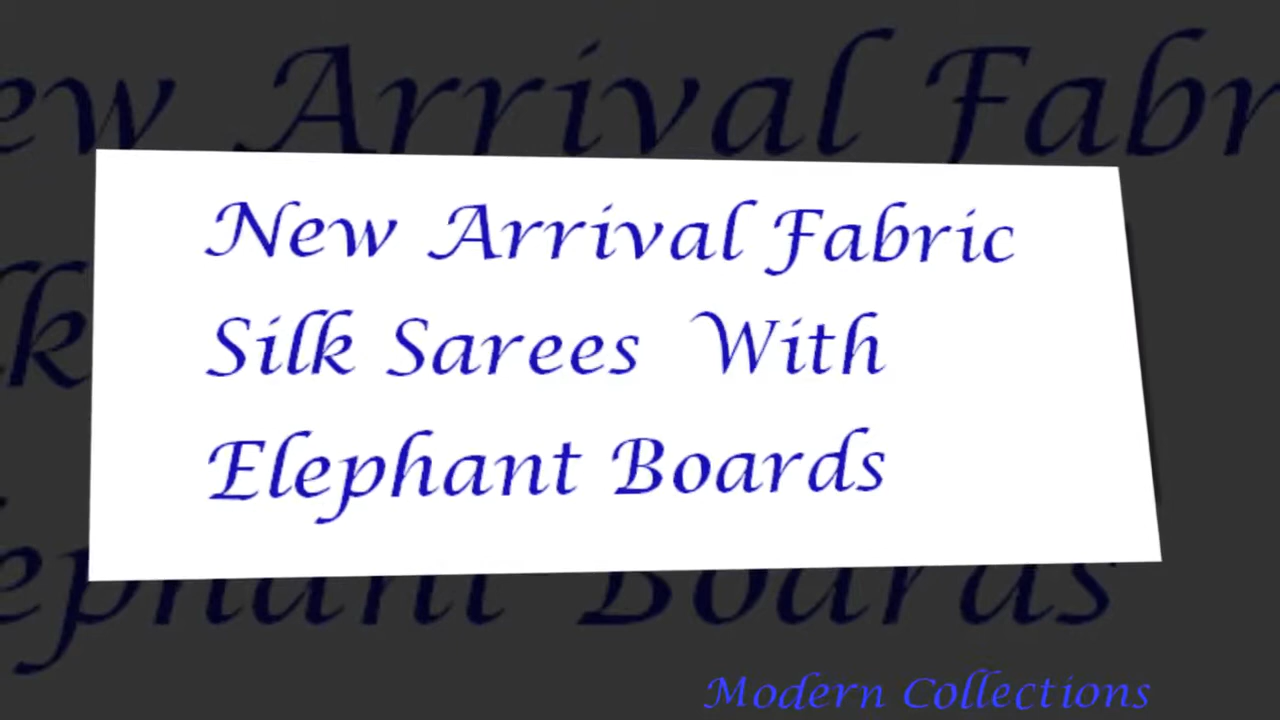 New Arrival Fabric
Silk Sarees With
Elephant Boards
Modern Collections